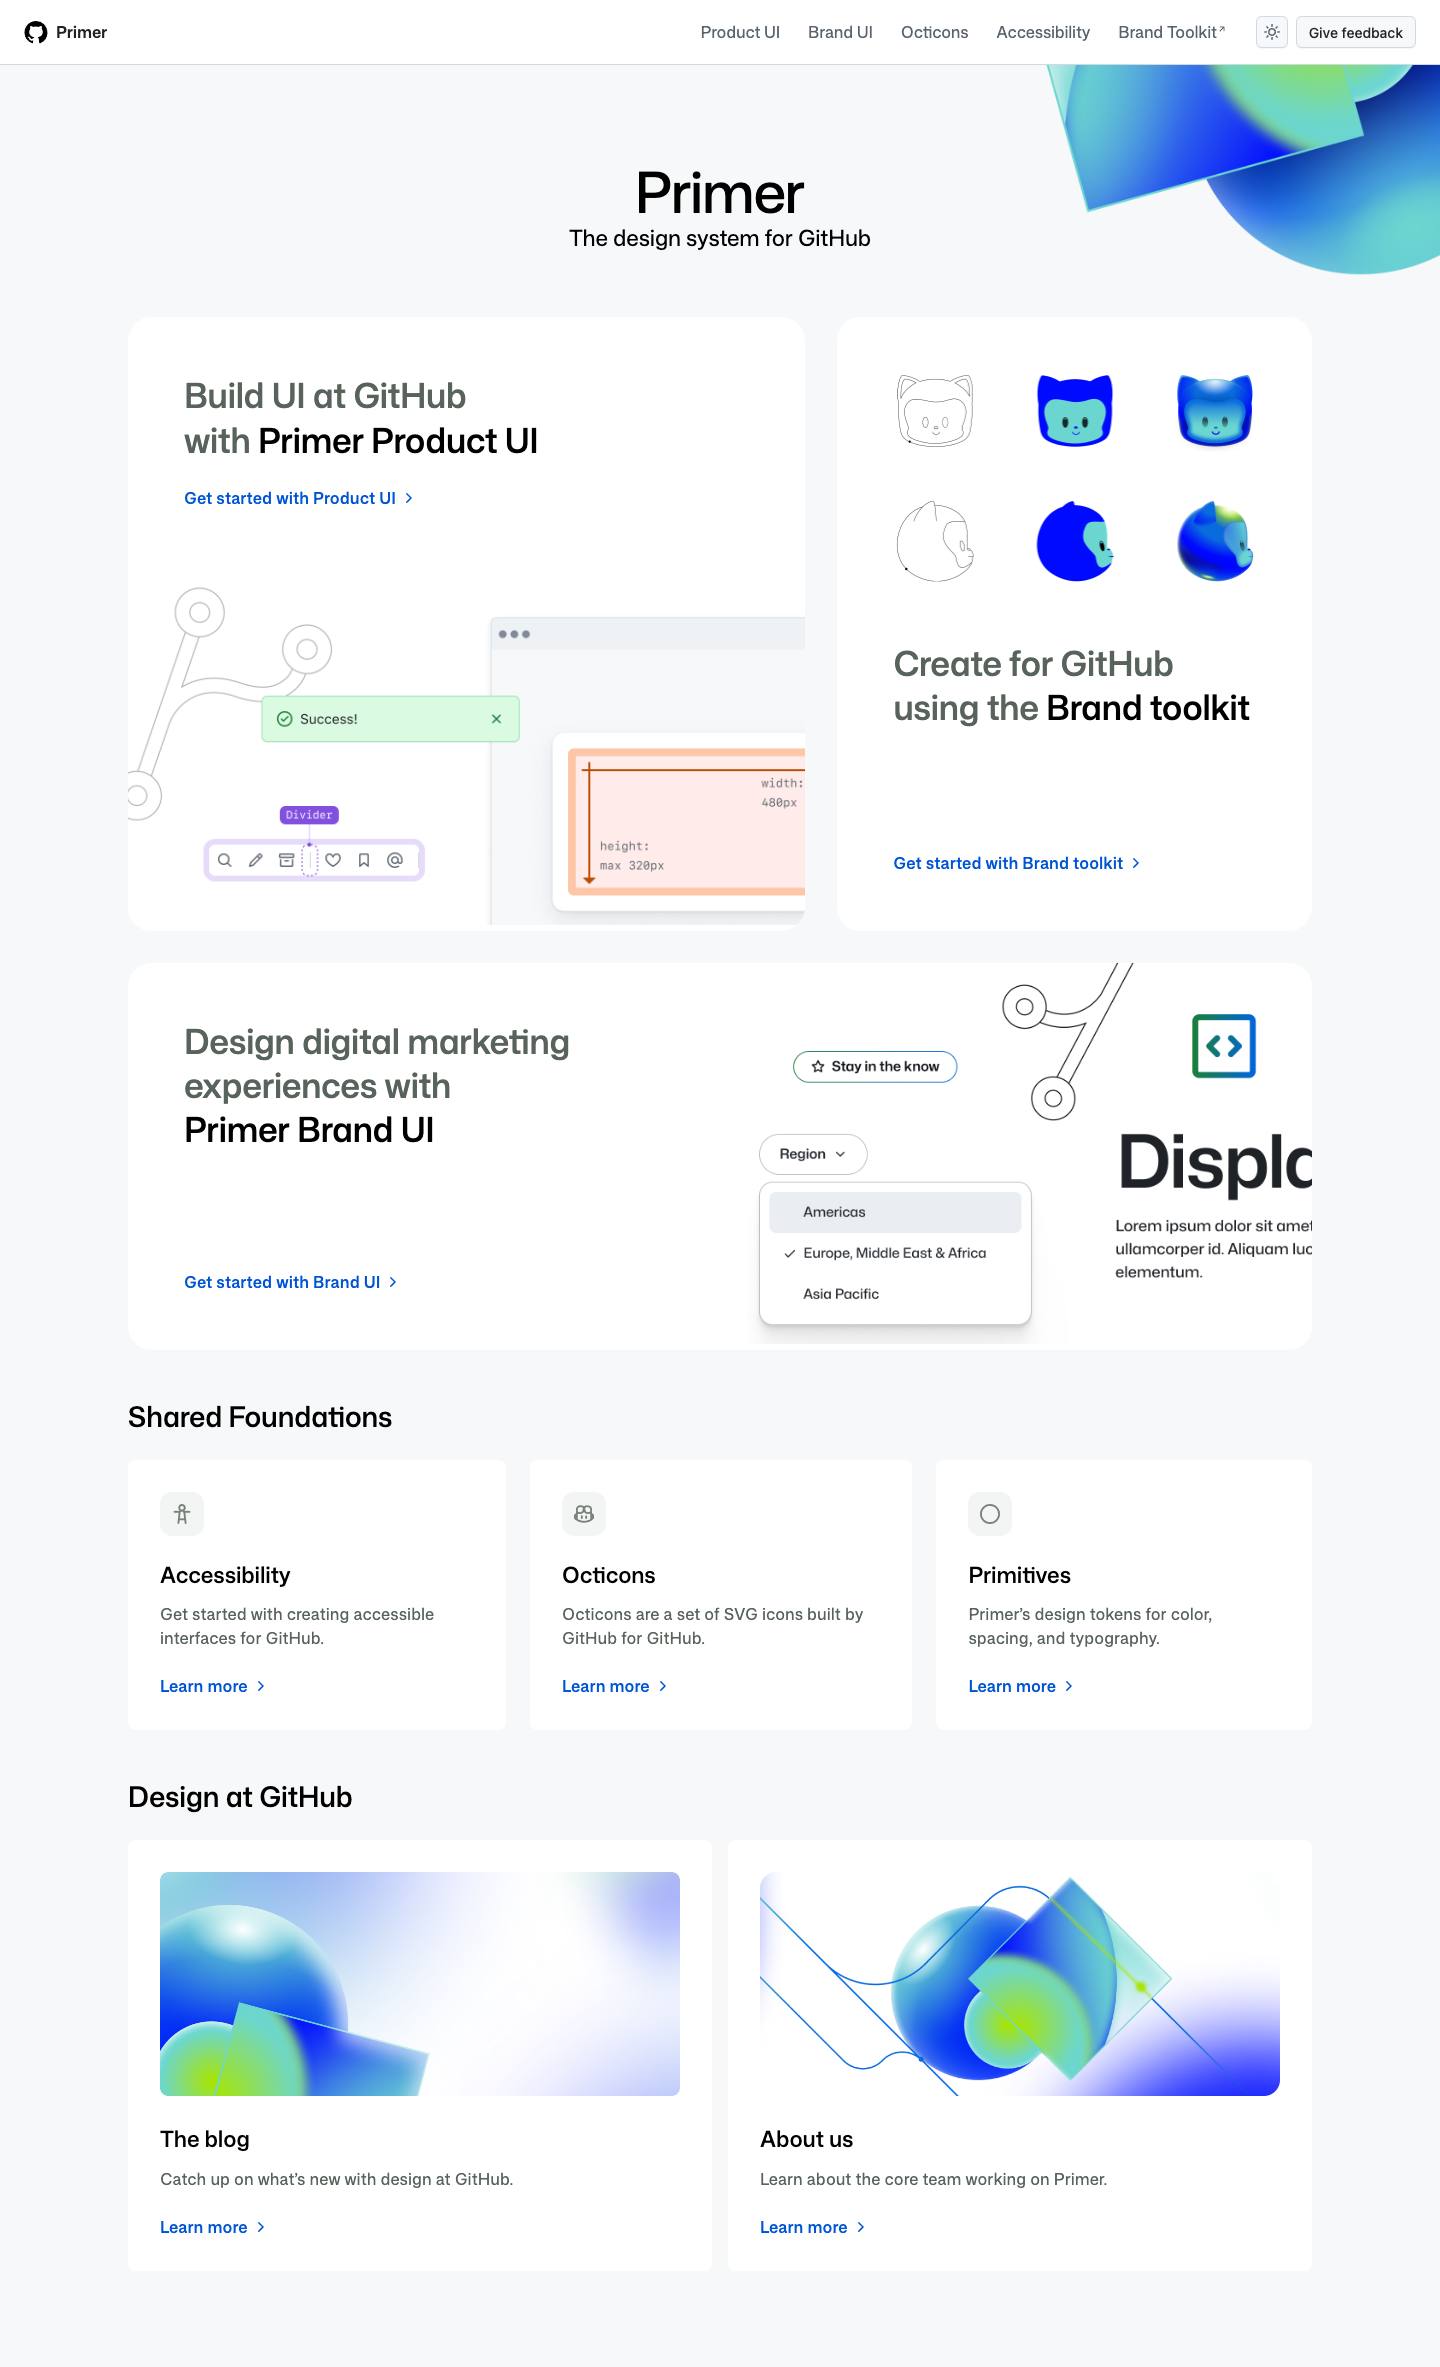 Primer
Product UI
Brand UI
Octicons
Accessibility
Brand Toolkit↗
Give feedback
Primer
The design system for GitHub
Build UI at GitHub
with Primer Product UI
Get started with Product UI
Success!
Divider
width:
480px
height:
max 320px
Create for GitHub
using the Brand toolkit
Get started with Brand toolkit
Design digital marketing
experiences with
Primer Brand UI
Get started with Brand UI
Stay in the know
Region
Americas
Europe, Middle East & Africa
Asia Pacific
Displa
Lorem ipsum dolor sit amet
ullamcorper id. Aliquam luc
elementum.
Shared Foundations
Accessibility
Get started with creating accessible
interfaces for GitHub.
Learn more
Octicons
Octicons are a set of SVG icons built by
GitHub for GitHub.
Learn more
Primitives
Primer’s design tokens for color,
spacing, and typography.
Learn more
Design at GitHub
The blog
Catch up on what’s new with design at GitHub.
Learn more
About us
Learn about the core team working on Primer.
Learn more